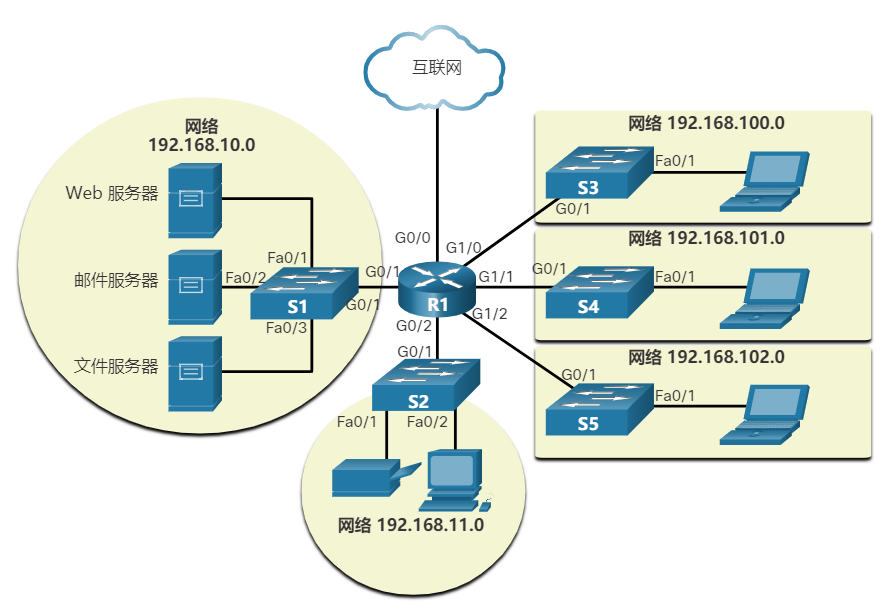 互联网
网络
192.168.10.0
Web 服务器
邮件服务器
文件服务器
Fa0/1
Fa0/2
Fa0/3
S1
G0/1
G0/1
G0/0
G1/0
G1/1
G1/2
G0/2
R1
网络 192.168.100.0
S3
G0/1
Fa0/1
网络 192.168.101.0
S4
G0/1
Fa0/1
网络 192.168.102.0
S5
G0/1
Fa0/1
G0/1
S2
Fa0/1
Fa0/2
网络 192.168.11.0